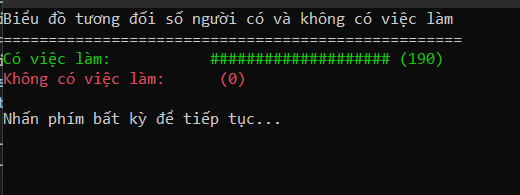 Biểu đồ tương đối số người có và không có việc làm
===================================================
Có việc làm:           #################### (190)
Không có việc làm:      (0)
Nhấn phím bất kỳ để tiếp tục...